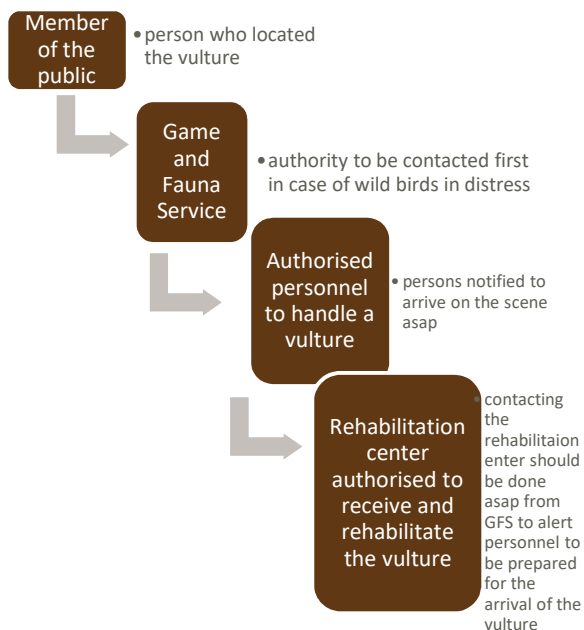 Member
of the
public
• person who located
the vulture
Game
and
Fauna
Service
• authority to be contacted first
in case of wild birds in distress
Authorised
personnel
to handle a
vulture
• persons notified to
arrive on the scene
asap
Rehabilitation
center
authorised to
receive and
rehabilitate
the vulture
• contacting
the
rehabilitaion
enter should
be done
asap from
GFS to alert
personnel to
be prepared
for the
arrival of the
vulture